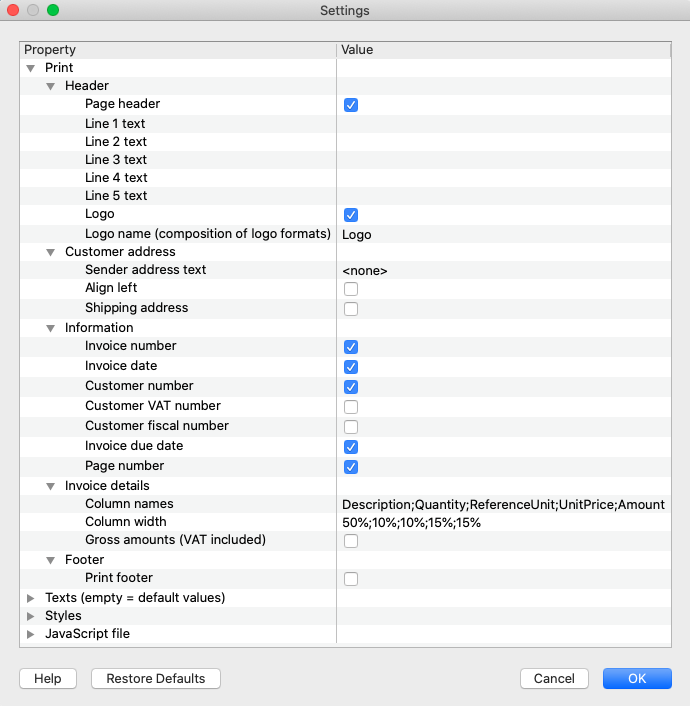 Settings
Property Value
Print
Header
Page header
Line 1 text
Line 2 text
Line 3 text
Line 4 text
Line 5 text
Logo
Logo name (composition of logo formats) Logo
Customer address
Sender address text <none>
Align left
Shipping address
Information
Invoice number
Invoice date
Customer number
Customer VAT number
Customer fiscal number
Invoice due date
Page number
Invoice details
Column names Description;Quantity;ReferenceUnit;UnitPrice;Amount
Column width 50%;10%;10%;15%;15%
Gross amounts (VAT included)
Footer
Print footer
Texts (empty = default values)
Styles
JavaScript file
Help Restore Defaults Cancel OK